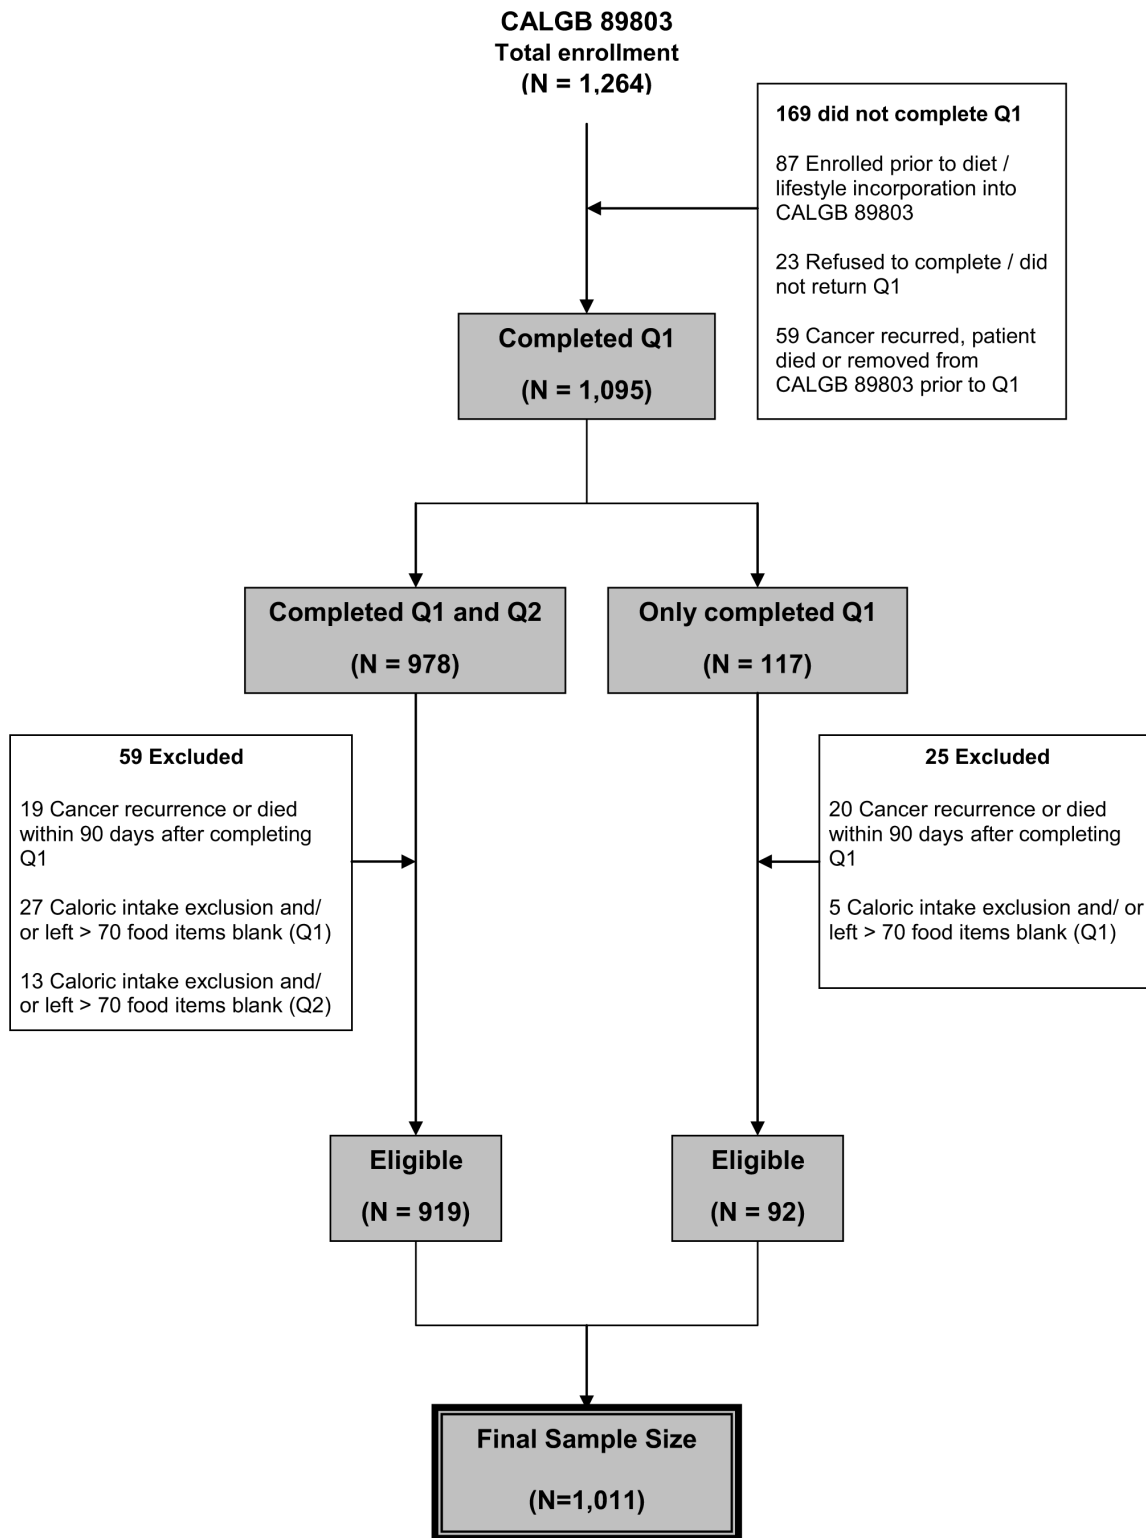 CALGB 89803
Total enrollment
(N = 1,264)
169 did not complete Q1
87 Enrolled prior to diet /
lifestyle incorporation into
CALGB 89803
23 Refused to complete / did
not return Q1
59 Cancer recurred, patient
died or removed from
CALGB 89803 prior to Q1
Completed Q1
(N = 1,095)
Completed Q1 and Q2
(N = 978)
Only completed Q1
(N = 117)
59 Excluded
19 Cancer recurrence or died
within 90 days after completing
Q1
27 Caloric intake exclusion and/
or left > 70 food items blank (Q1)
13 Caloric intake exclusion and/
or left > 70 food items blank (Q2)
25 Excluded
20 Cancer recurrence or died
within 90 days after completing
Q1
5 Caloric intake exclusion and/ or
left > 70 food items blank (Q1)
Eligible
(N = 919)
Eligible
(N = 92)
Final Sample Size
(N=1,011)